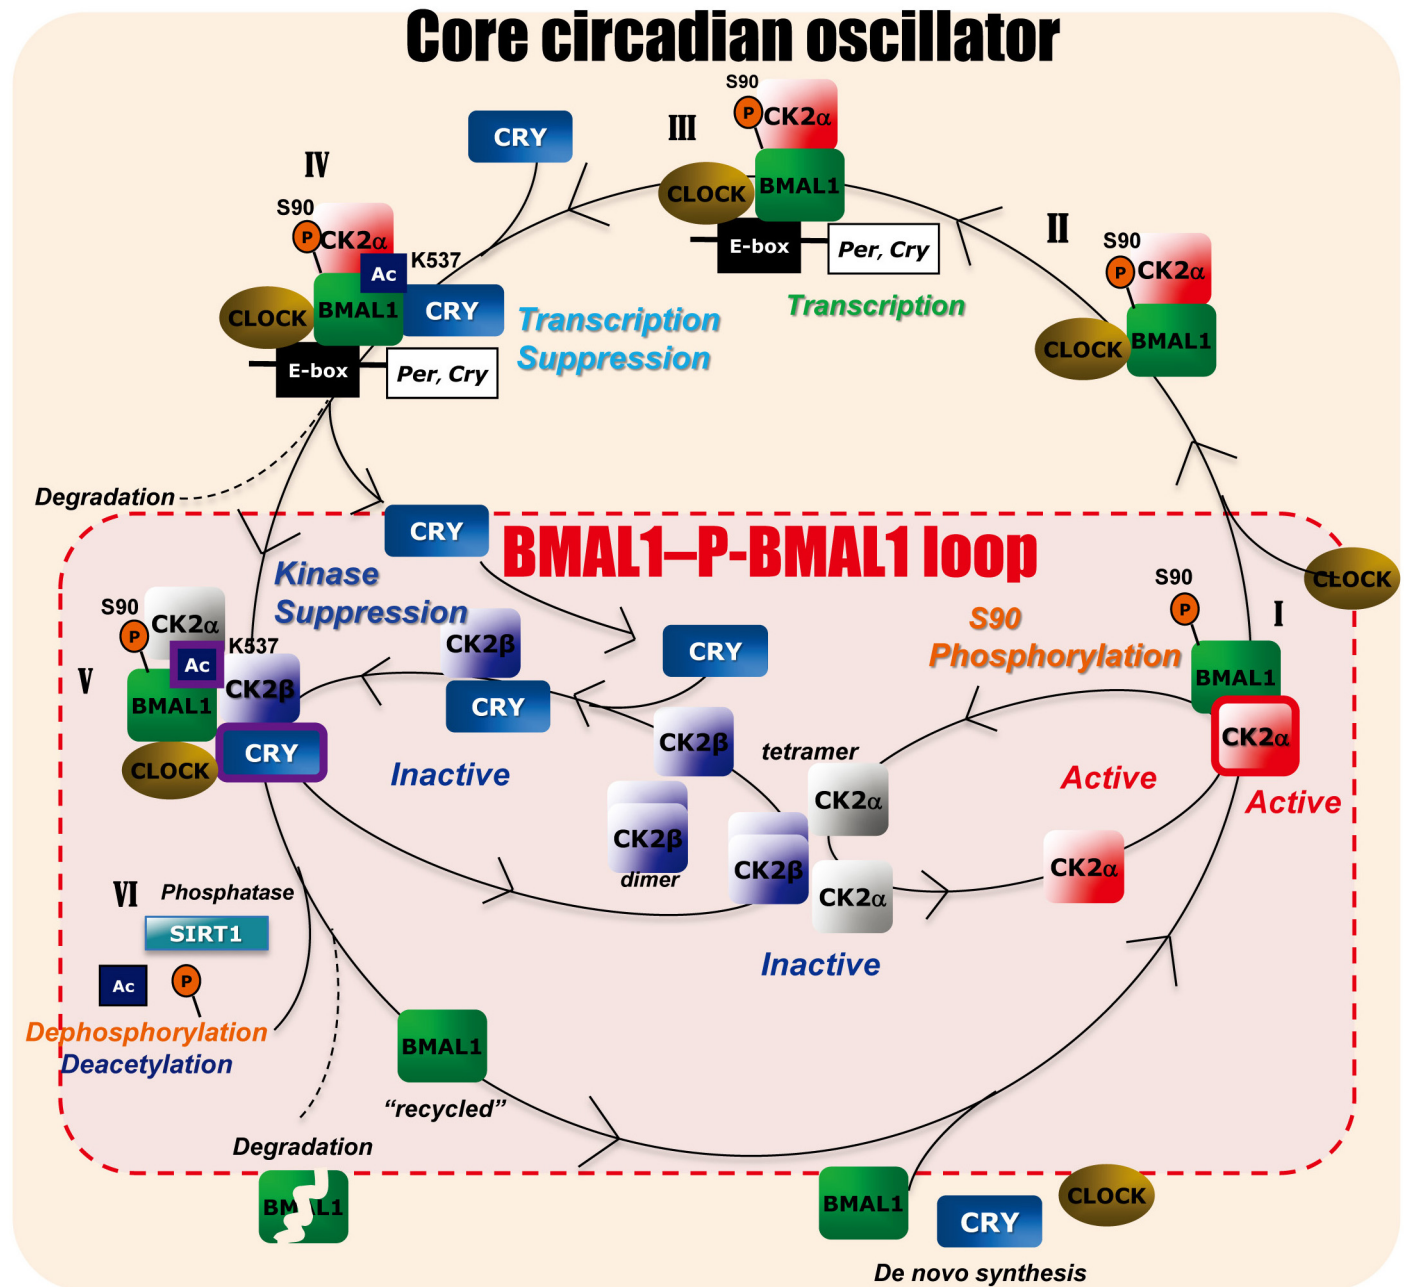 Core circadian oscillator
S90
P
CK2α
III
CLOCK
BMAL1
E-box
Per, Cry
Transcription
CRY
IV
S90
P
CK2α
Ac
K537
CLOCK
BMAL1
CRY
E-box
Per, Cry
Transcription
Suppression
II
S90
P
CK2α
CLOCK
BMAL1
Degradation
CRY
BMAL1–P-BMAL1 loop
CLOCK
Kinase
Suppression
S90
P
CK2α
Ac
K537
V
BMAL1
CK2β
CLOCK
CRY
CK2β
CRY
CRY
Inactive
CK2β
CK2β
dimer
CK2β
tetramer
CK2α
CK2α
Inactive
S90
Phosphorylation
S90
P
I
BMAL1
CK2α
Active
Active
CK2α
VI
Phosphatase
SIRT1
Ac
P
Dephosphorylation
Deacetylation
BMAL1
“recycled”
Degradation
BMAL1
BMAL1
CRY
CLOCK
De novo synthesis